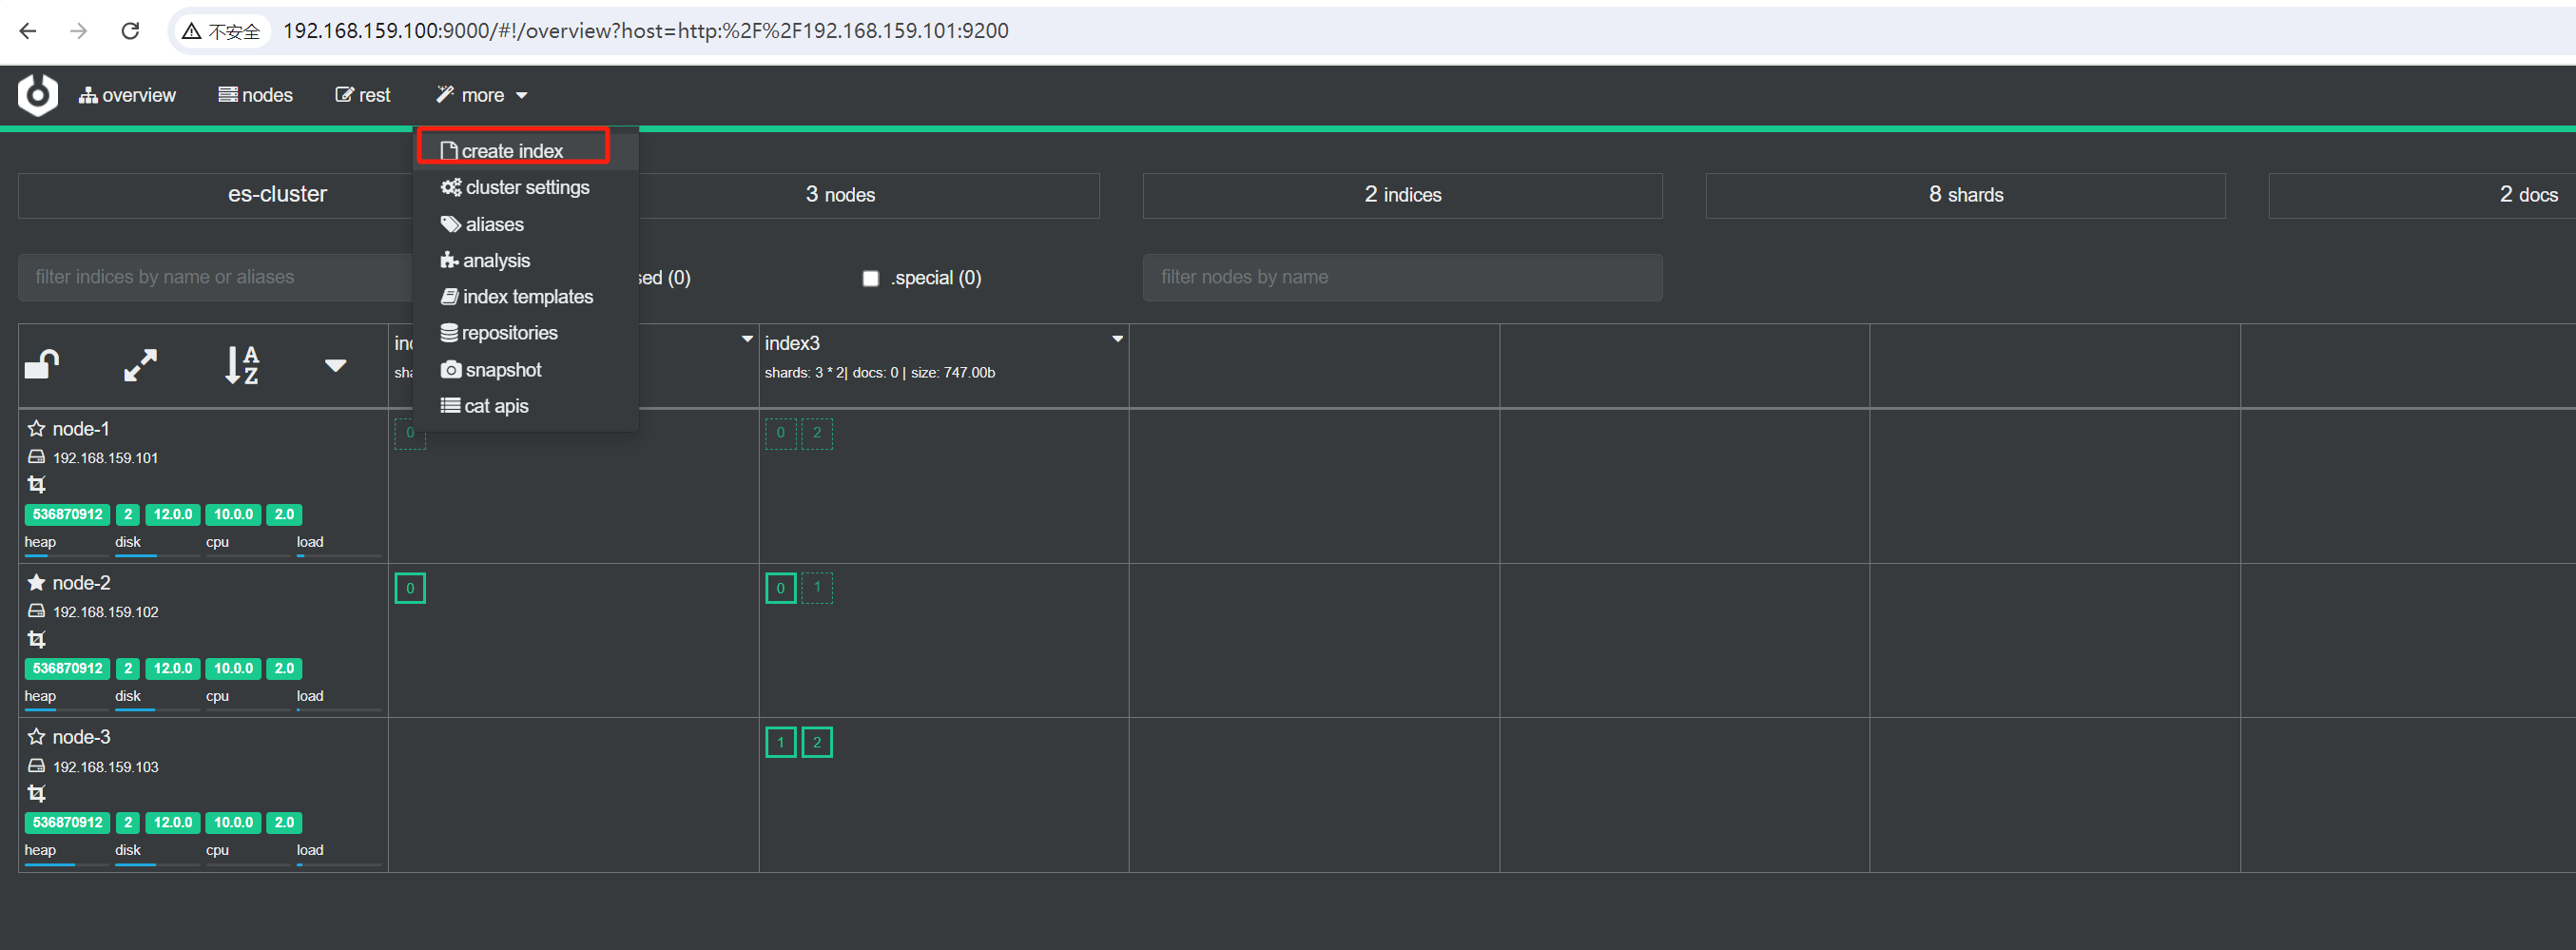 不安全 192.168.159.100:9000/#!/overview?host=http:%2F%2F192.168.159.101:9200
overview nodes rest more
create index
cluster settings
aliases
analysis
index templates
repositories
snapshot
cat apis
es-cluster 3 nodes 2 indices 8 shards 2 docs
filter indices by name or aliases sed (0) .special (0) filter nodes by name
ind index3
sha shards: 3 * 2| docs: 0 | size: 747.00b
node-1
0 0 2
192.168.159.101
536870912 2 12.0.0 10.0.0 2.0
heap disk cpu load
node-2
0 0 1
192.168.159.102
536870912 2 12.0.0 10.0.0 2.0
heap disk cpu load
node-3
1 2
192.168.159.103
536870912 2 12.0.0 10.0.0 2.0
heap disk cpu load